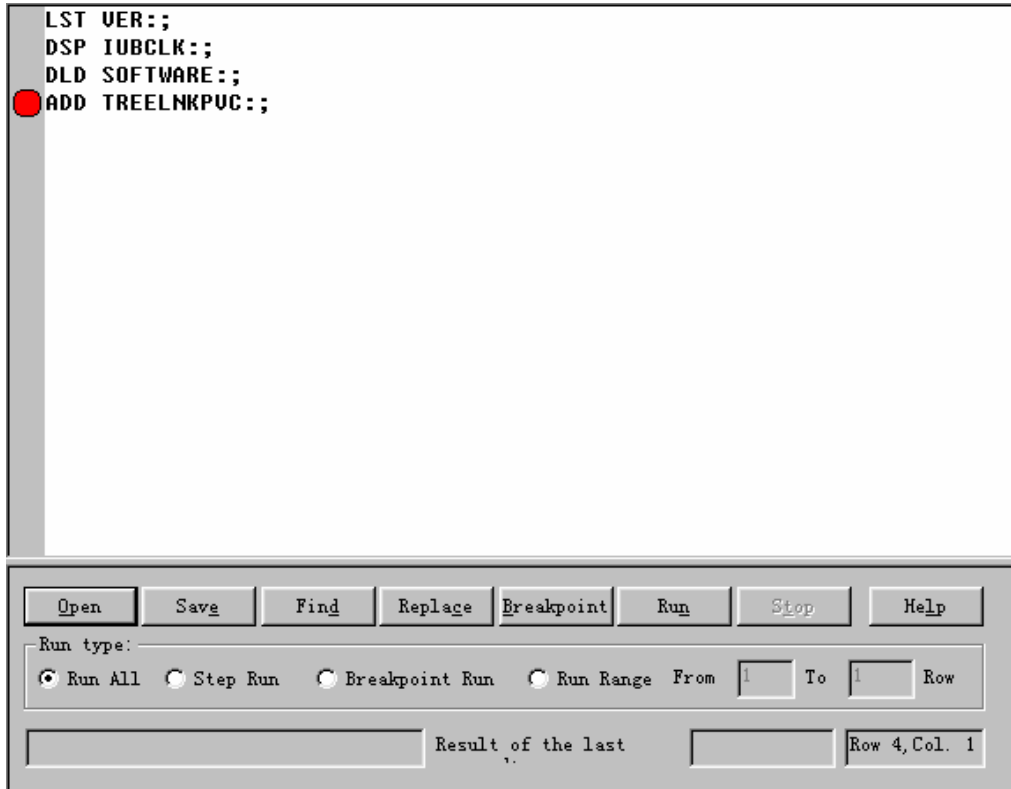 LST VER:;
DSP IUBCLK:;
DLD SOFTWARE:;
ADD TREELNKPVC:;
Open Save Find Replace Breakpoint Run Stop Help
Run type:
Run All Step Run Breakpoint Run Run Range From 1 To 1 Row
Result of the last Row 4,Col. 1